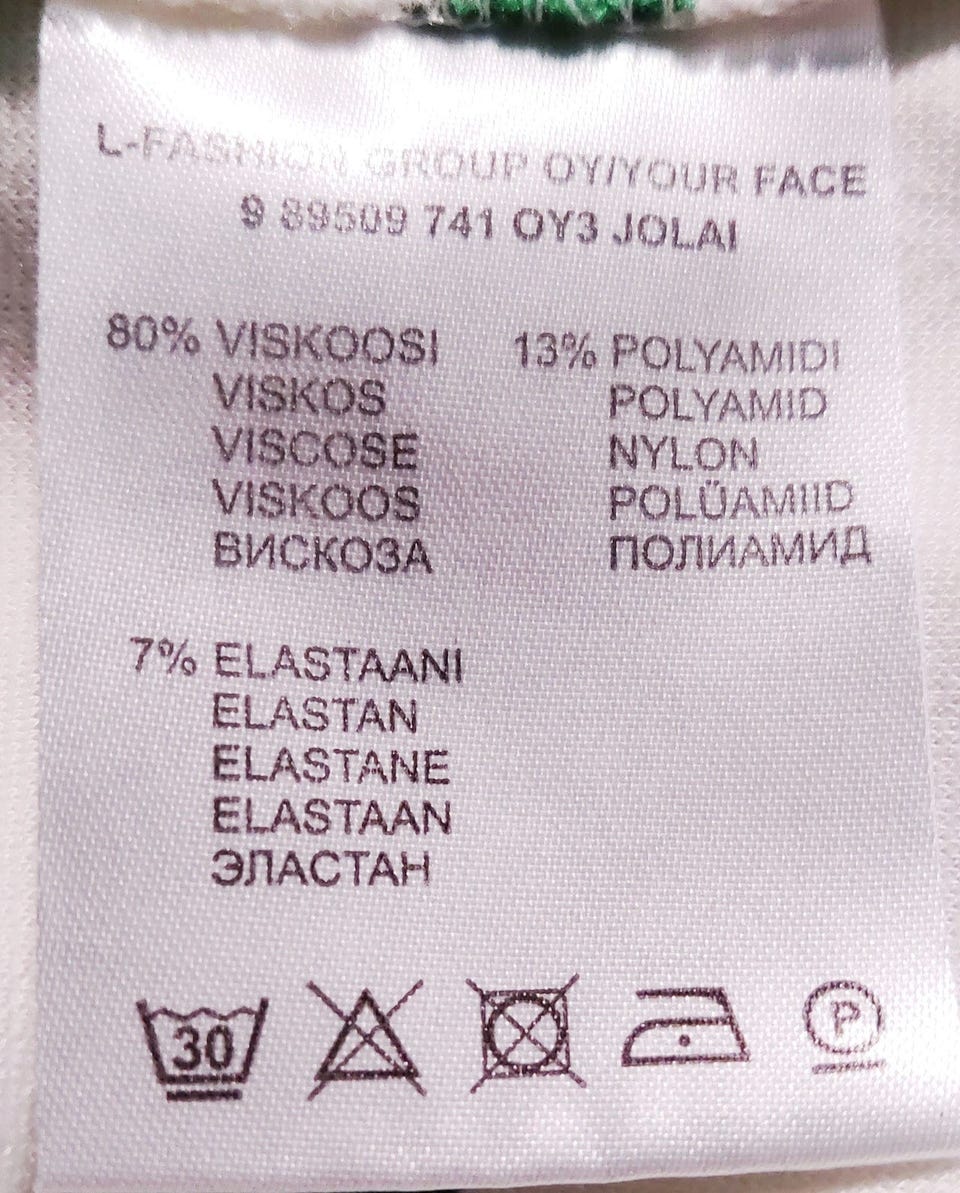 L-FASHION GROUP OY/YOUR FACE
9 89509 741 OY3 JOLAI
80% VISKOOSI
VISKOS
VISCOSE
VISKOOS
ВИСКОЗА
13% POLYAMIDI
POLYAMID
NYLON
POLÜAMIID
ПОЛИАМИД
7% ELASTAANI
ELASTAN
ELASTANE
ELASTAAN
ЭЛАСТАН
30
P